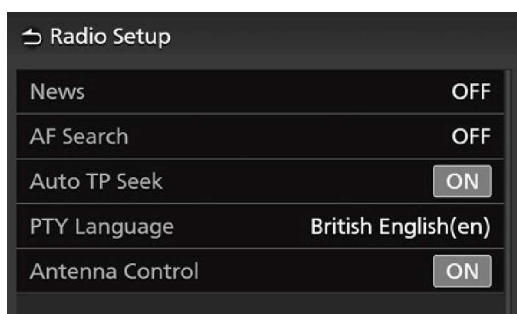 Radio Setup
News OFF
AF Search OFF
Auto TP Seek ON
PTY Language British English(en)
Antenna Control ON